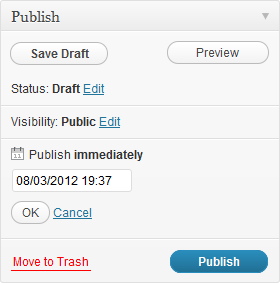 Publish
Save Draft Preview
Status: Draft Edit
Visibility: Public Edit
Publish immediately
08/03/2012 19:37
OK Cancel
Move to Trash Publish